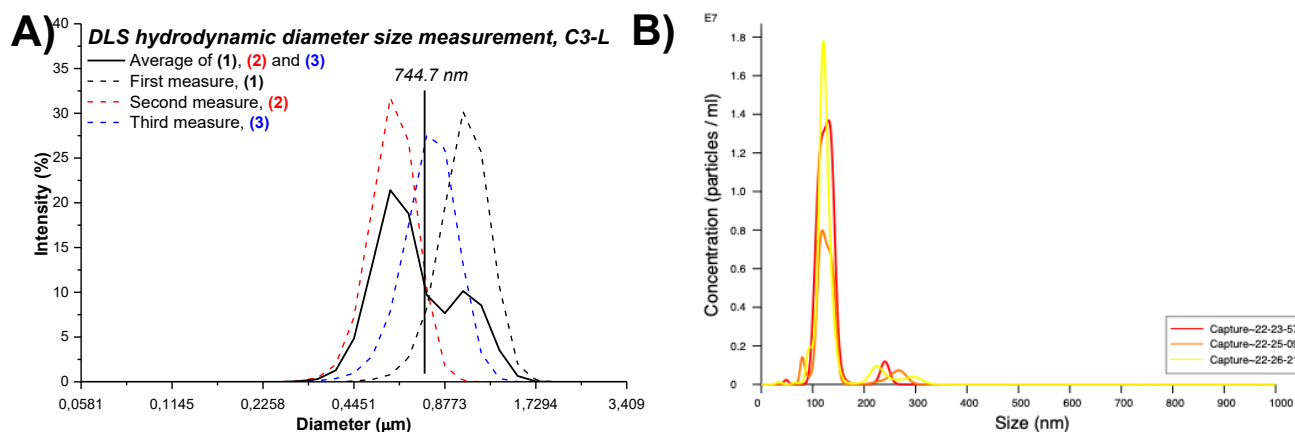 A)
DLS hydrodynamic diameter size measurement, C3-L
Average of (1), (2) and (3)
First measure, (1)
Second measure, (2)
Third measure, (3)
744.7 nm
Intensity (%)
40
35
30
25
20
15
10
5
0
0,0581 0,1145 0,2258 0,4451 0,8773 1,7294 3,409
Diameter (µm)
B)
E7
Concentration (particles / ml)
1.8
1.6
1.4
1.2
1.0
0.8
0.6
0.4
0.2
0
Capture~22-23-57
Capture~22-25-09
Capture~22-26-21
0 100 200 300 400 500 600 700 800 900 1000
Size (nm)